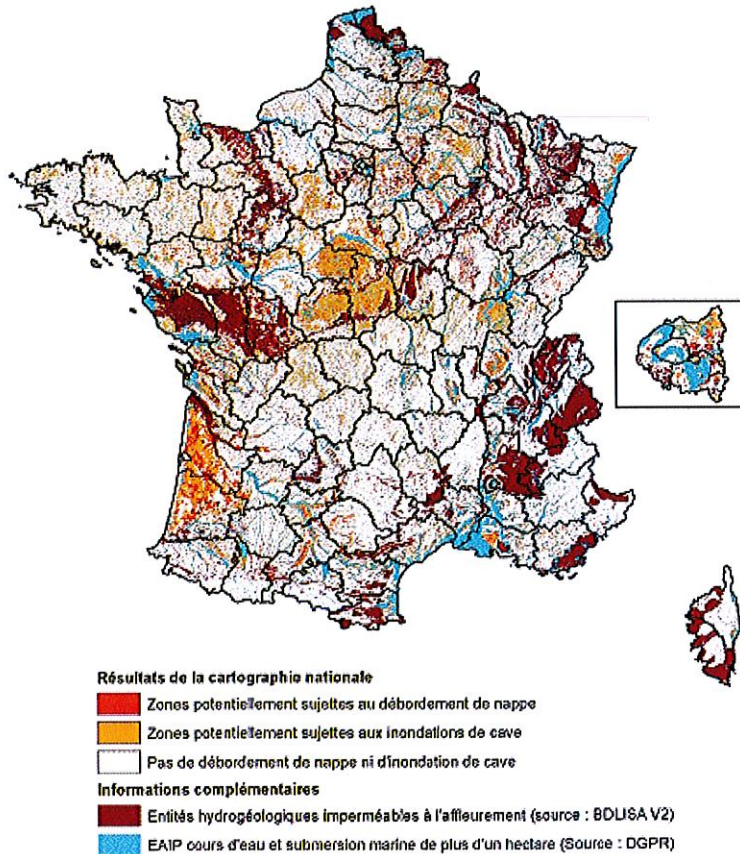 Résultats de la cartographie nationale
Zones potentiellement sujettes au débordement de nappe
Zones potentiellement sujettes aux inondations de cave
Pas de débordement de nappe ni d'inondation de cave
Informations complémentaires
Entités hydrogéologiques imperméables à l'affleurement (source : BDLISA V2)
EAIP cours d'eau et submersion marine de plus d'un hectare (Source : DGPR)